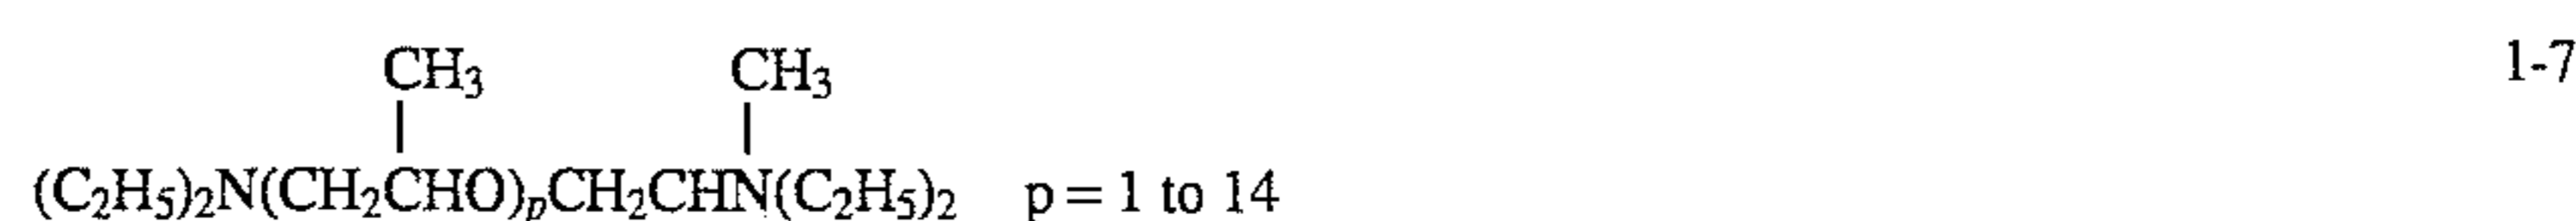 CH₃ CH₃ 1-7
(C₂H₅)₂N(CH₂CHO)ₚCH₂CHN(C₂H₅)₂ p = 1 to 14